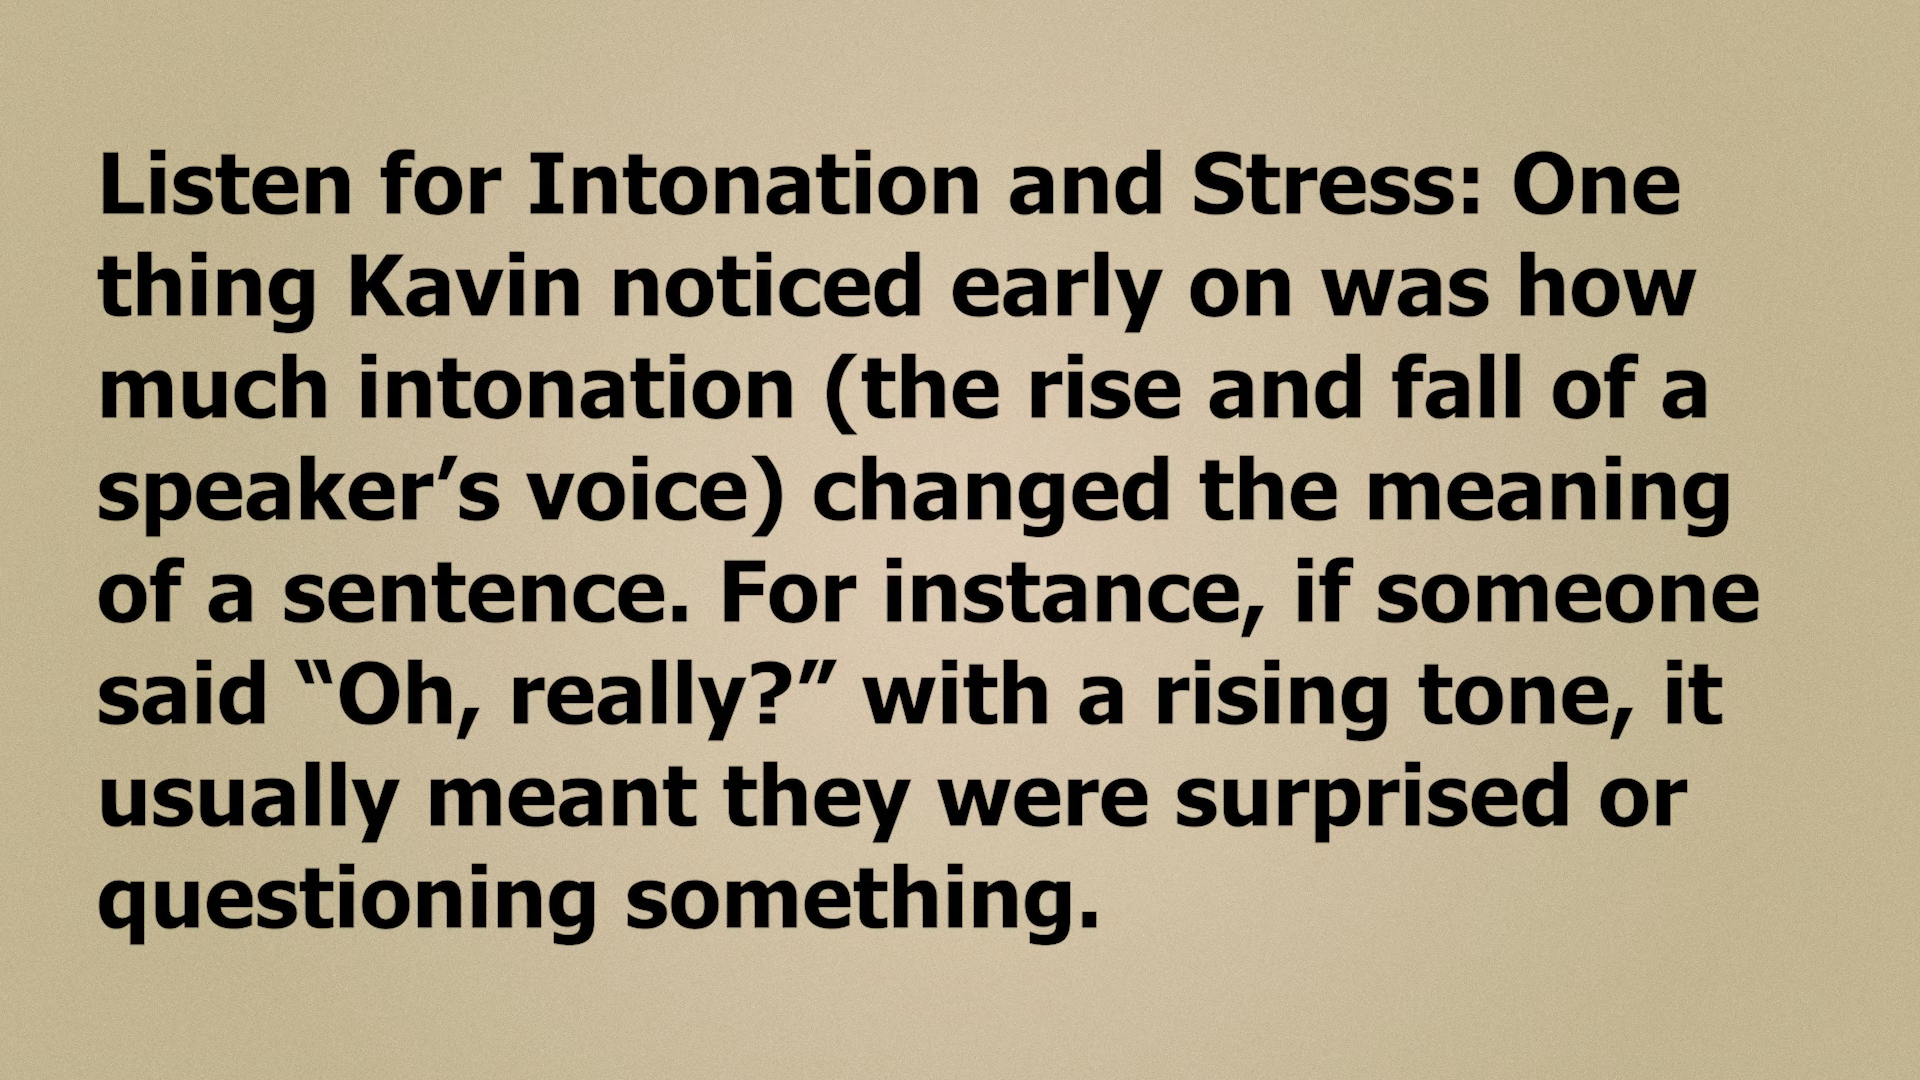 Listen for Intonation and Stress: One
thing Kavin noticed early on was how
much intonation (the rise and fall of a
speaker’s voice) changed the meaning
of a sentence. For instance, if someone
said “Oh, really?” with a rising tone, it
usually meant they were surprised or
questioning something.